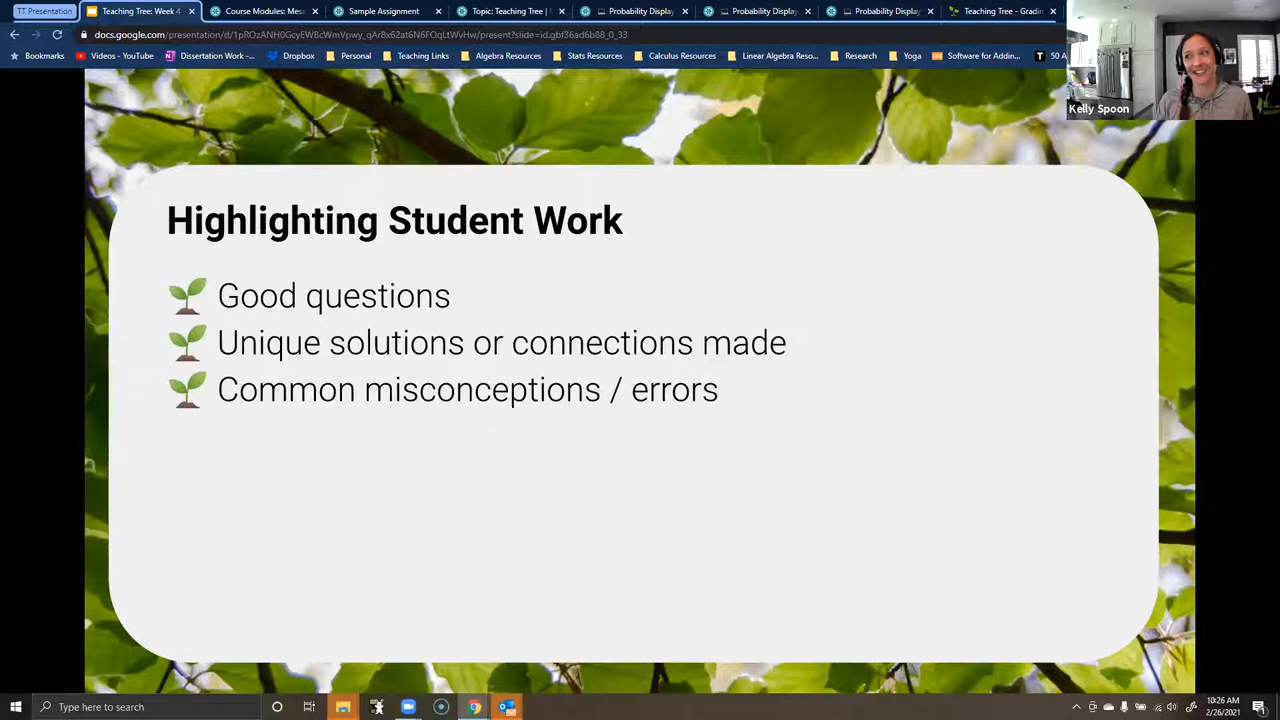 TT Presentation
Teaching Tree: Week 4
Course Modules: Mes
Sample Assignment
Topic: Teaching Tree |
Probability Display
Probability Display
Probability Display
Teaching Tree - Gradin
docs.google.com/presentation/d/1pROzANH0GcyEW8cWmVpwy_qAr8x62at6N6FOqLtWvHw/present?slide=id.gbf36ad6b88_0_33
Bookmarks
Videos - YouTube
Dissertation Work -...
Dropbox
Personal
Teaching Links
Algebra Resources
Stats Resources
Calculus Resources
Linear Algebra Reso...
Research
Yoga
Software for Addin...
50 A
Kelly Spoon
Highlighting Student Work
Good questions
Unique solutions or connections made
Common misconceptions / errors
Type here to search
10:26 AM
2/26/2021